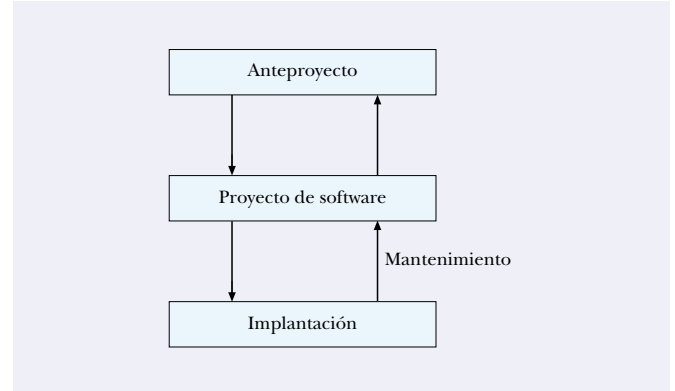 Anteproyecto
Proyecto de software
Mantenimiento
Implantación